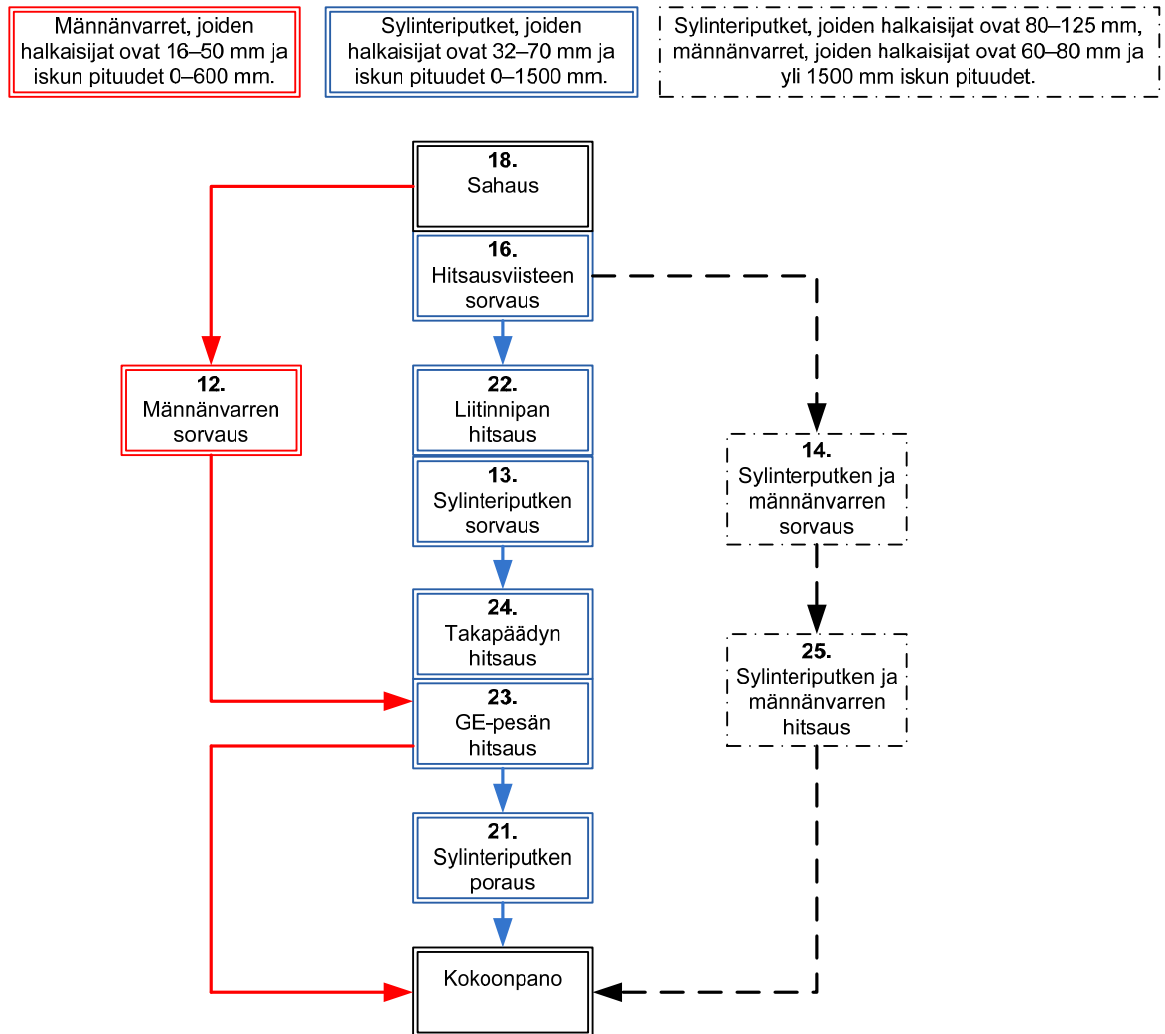 Männänvarret, joiden
halkaisijat ovat 16–50 mm ja
iskun pituudet 0–600 mm.
Sylinteriputket, joiden
halkaisijat ovat 32–70 mm ja
iskun pituudet 0–1500 mm.
Sylinteriputket, joiden halkaisijat ovat 80–125 mm,
männänvarret, joiden halkaisijat ovat 60–80 mm ja
yli 1500 mm iskun pituudet.
18.
Sahaus
16.
Hitsausviisteen
sorvaus
12.
Männänvarren
sorvaus
22.
Liitinnipan
hitsaus
13.
Sylinteriputken
sorvaus
14.
Sylinterputken ja
männänvarren
sorvaus
24.
Takapäädyn
hitsaus
23.
GE-pesän
hitsaus
25.
Sylinteriputken ja
männänvarren
hitsaus
21.
Sylinteriputken
poraus
Kokoonpano